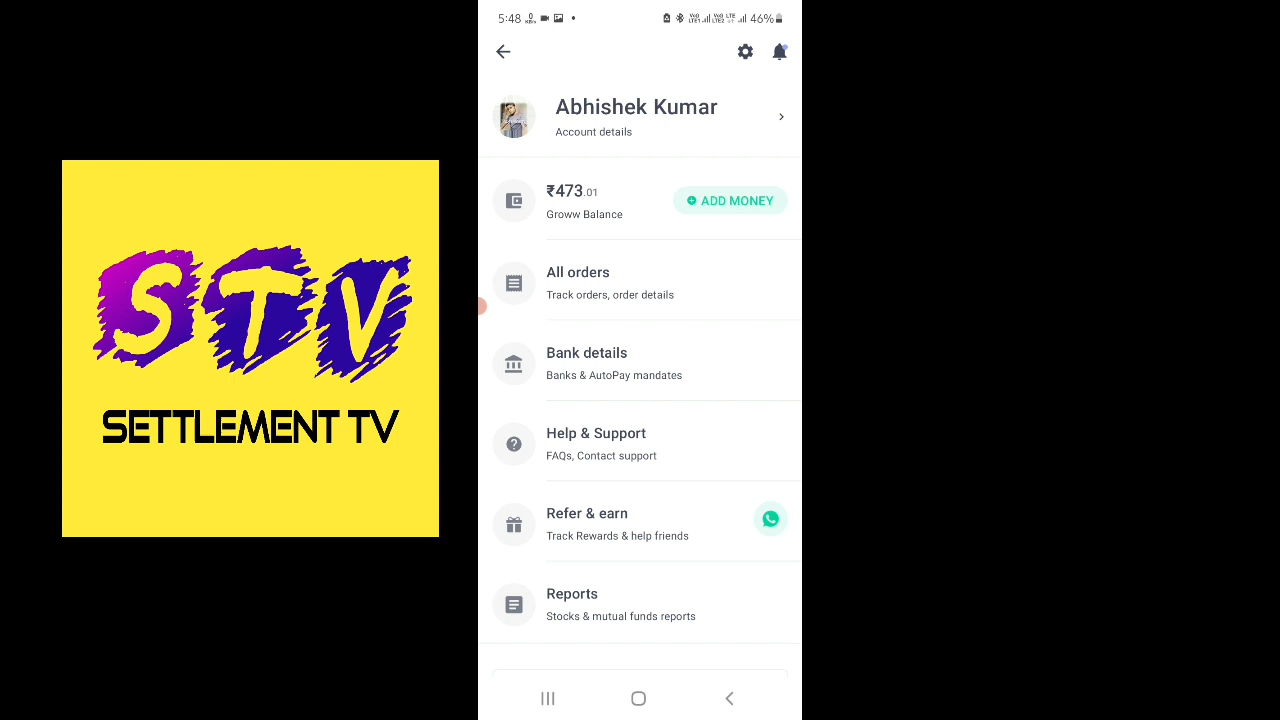 STV
SETTLEMENT TV
5:48
46%
Abhishek Kumar
Account details
₹473.01
Groww Balance
ADD MONEY
All orders
Track orders, order details
Bank details
Banks & AutoPay mandates
Help & Support
FAQs, Contact support
Refer & earn
Track Rewards & help friends
Reports
Stocks & mutual funds reports